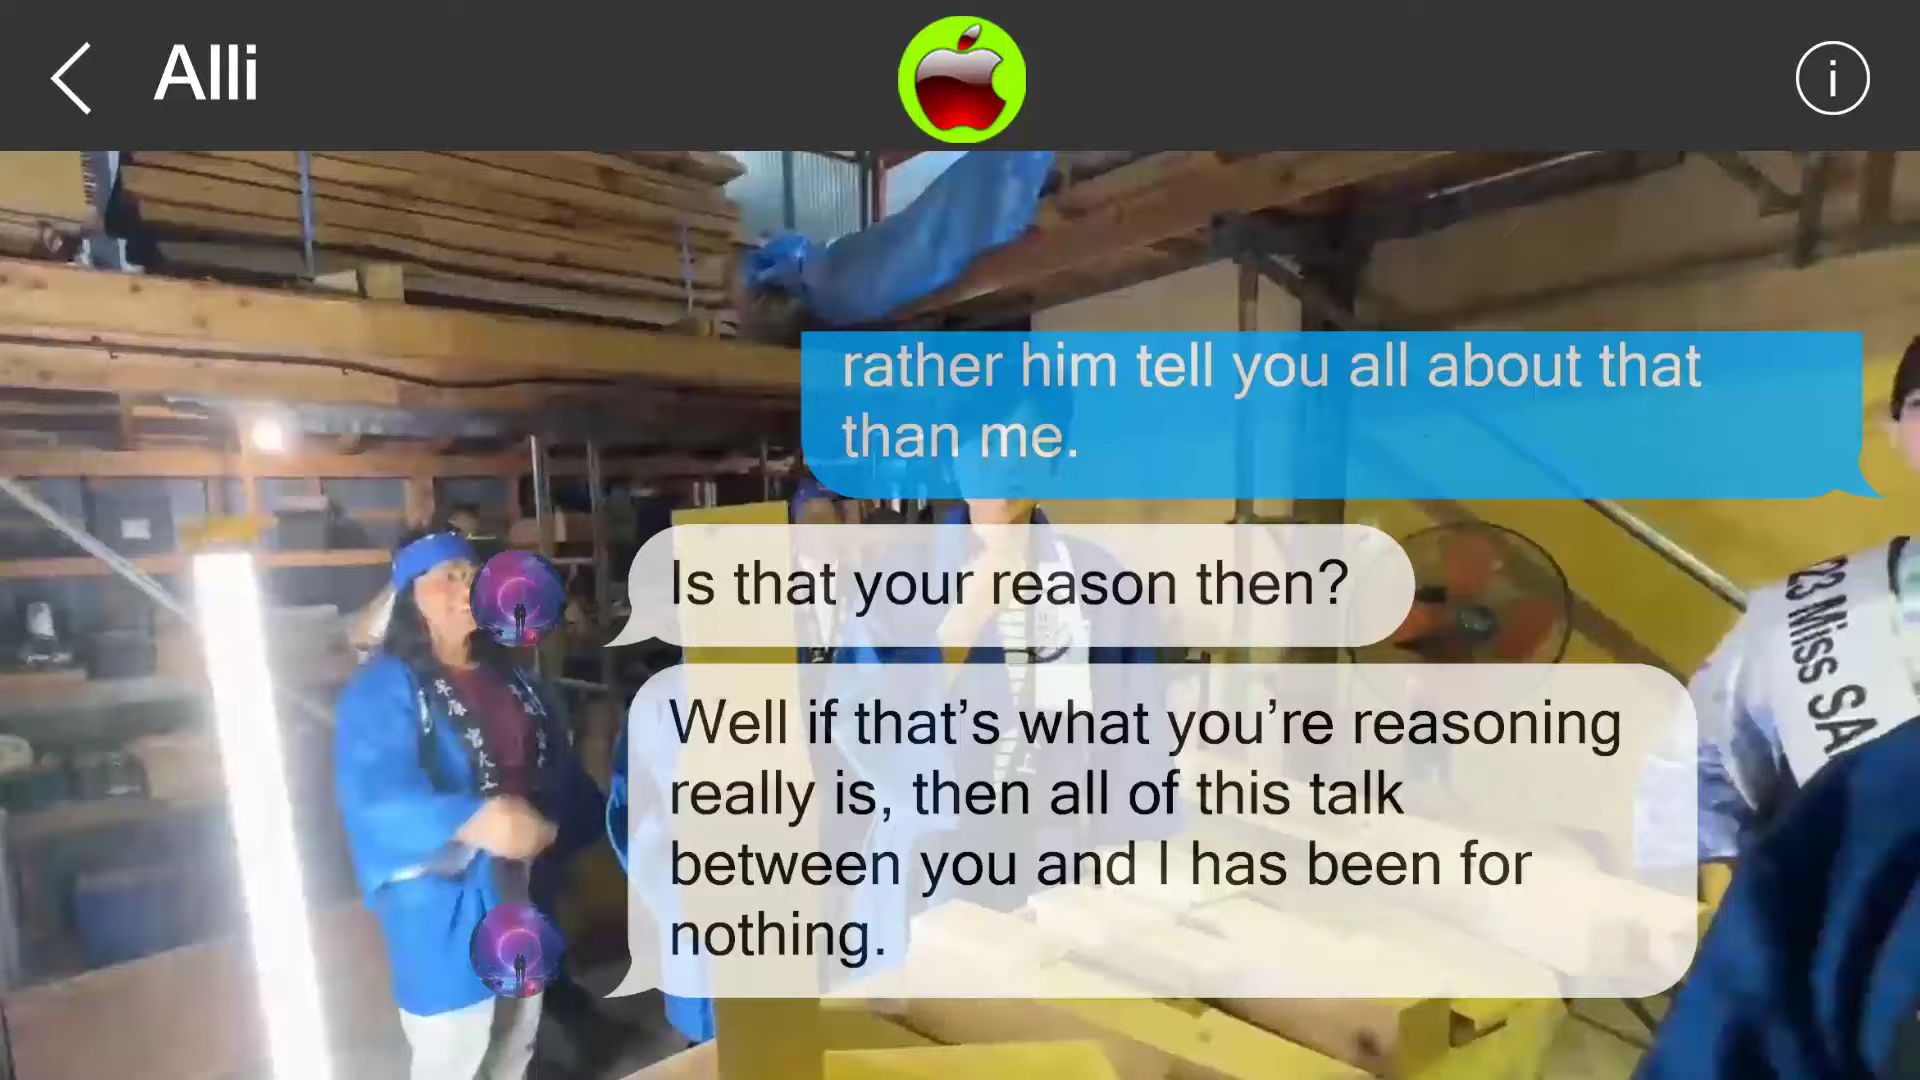 Alli
i
rather him tell you all about that
than me.
Is that your reason then?
Well if that’s what you’re reasoning
really is, then all of this talk
between you and I has been for
nothing.
23 Miss SA